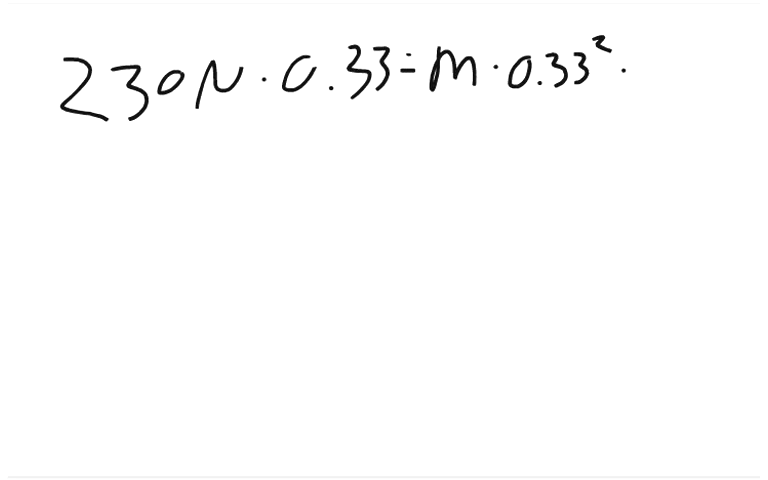 230N · 0.33 = m · 0.33² ·